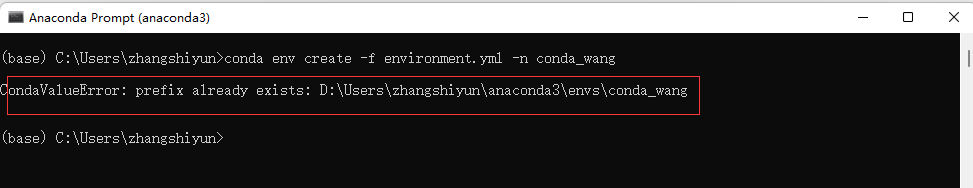 Anaconda Prompt (anaconda3)
(base) C:\Users\zhangshiyun>conda env create -f environment.yml -n conda_wang
CondaValueError: prefix already exists: D:\Users\zhangshiyun\anaconda3\envs\conda_wang
(base) C:\Users\zhangshiyun>